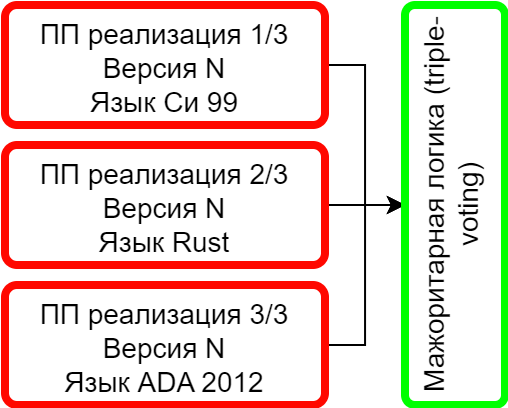 ПП реализация 1/3
Версия N
Язык Си 99
ПП реализация 2/3
Версия N
Язык Rust
ПП реализация 3/3
Версия N
Язык ADA 2012
Мажоритарная логика (triple-
voting)